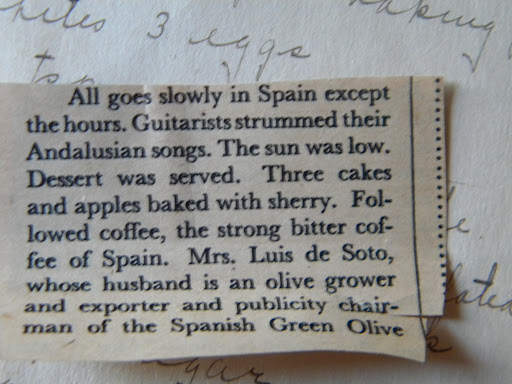 hites 3 eggs
All goes slowly in Spain except
the hours. Guitarists strummed their
Andalusian songs. The sun was low.
Dessert was served. Three cakes
and apples baked with sherry. Fol-
lowed coffee, the strong bitter cof-
fee of Spain. Mrs. Luis de Soto,
whose husband is an olive grower
and exporter and publicity chair-
man of the Spanish Green Olive